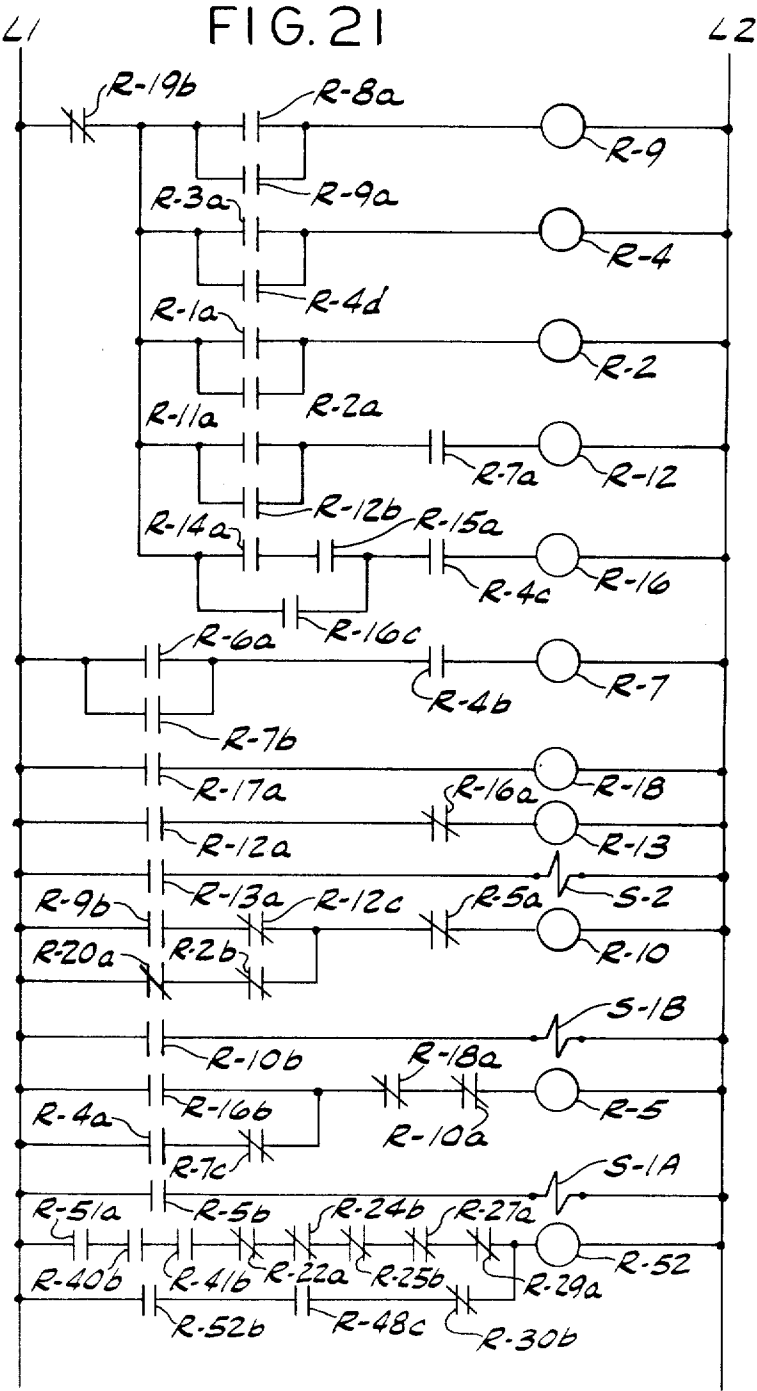 FIG. 21
L1 L2
R-19b R-8a
R-9
R-9a
R-3a
R-4
R-4d
R-1a
R-2
R-2a
R-11a
R-7a R-12
R-12b
R-14a R-15a
R-4c R-16
R-16c
R-6a
R-4b R-7
R-7b
R-17a R-18
R-16a
R-12a R-13
R-13a S-2
R-9b R-12c R-5a
R-10
R-20a R-2b
S-1B
R-10b
R-18a
R-16b R-10a R-5
R-4a
R-7c
S-1A
R-5b
R-51a R-24b R-27a
R-52
R-40b R-41b R-22a R-25b R-29a
R-52b R-48c R-30b